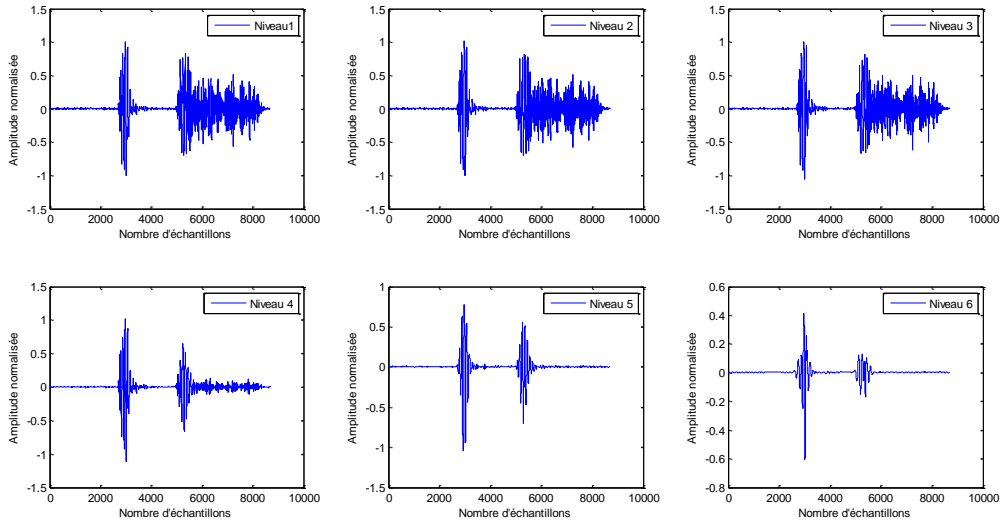 Niveau1
1.5
1
0.5
0
-0.5
-1
-1.5
0 2000 4000 6000 8000 10000
Amplitude normalisée
Nombre d'échantillons
Niveau 2
1.5
1
0.5
0
-0.5
-1
-1.5
0 2000 4000 6000 8000 10000
Amplitude normalisée
Nombre d'échantillons
Niveau 3
1.5
1
0.5
0
-0.5
-1
-1.5
0 2000 4000 6000 8000 10000
Amplitude normalisée
Nombre d'échantillons
Niveau 4
1.5
1
0.5
0
-0.5
-1
-1.5
0 2000 4000 6000 8000 10000
Amplitude normalisée
Nombre d'échantillons
Niveau 5
1
0.5
0
-0.5
-1
-1.5
0 2000 4000 6000 8000 10000
Amplitude normalisée
Nombre d'échantillons
Niveau 6
0.6
0.4
0.2
0
-0.2
-0.4
-0.6
-0.8
0 2000 4000 6000 8000 10000
Amplitude normalisée
Nombre d'échantillons